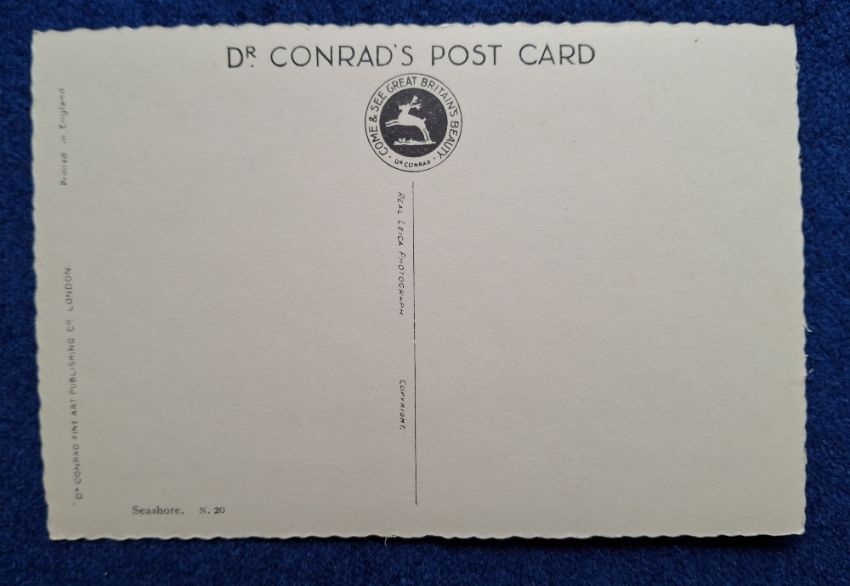 DR CONRAD'S POST CARD
COME & SEE GREAT BRITAIN'S BEAUTY
· DR CONRAD ·
Printed in England
DR CONRAD FINE ART PUBLISHING CO. LONDON
REAL LEICA PHOTOGRAPH
COPYRIGHT.
Seashore. N. 20